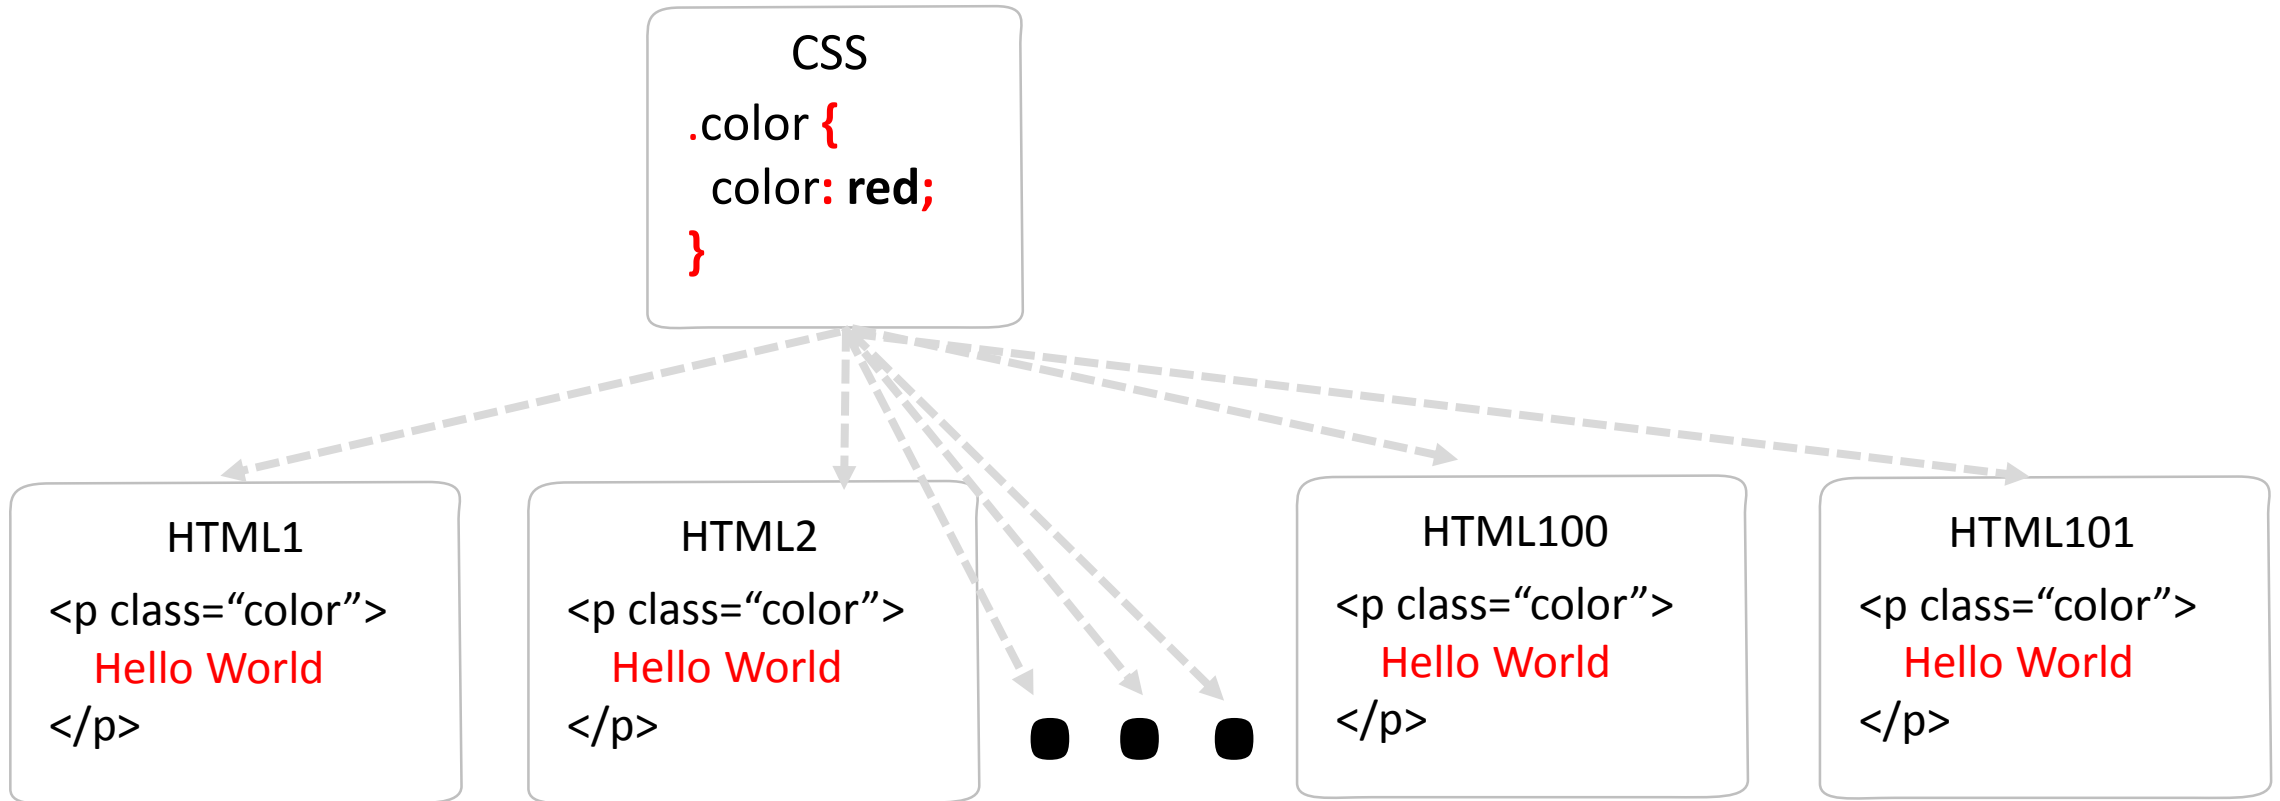 CSS
.color {
color: red;
}
HTML1
<p class=“color”>
Hello World
</p>
HTML2
<p class=“color”>
Hello World
</p>
HTML100
<p class=“color”>
Hello World
</p>
HTML101
<p class=“color”>
Hello World
</p>